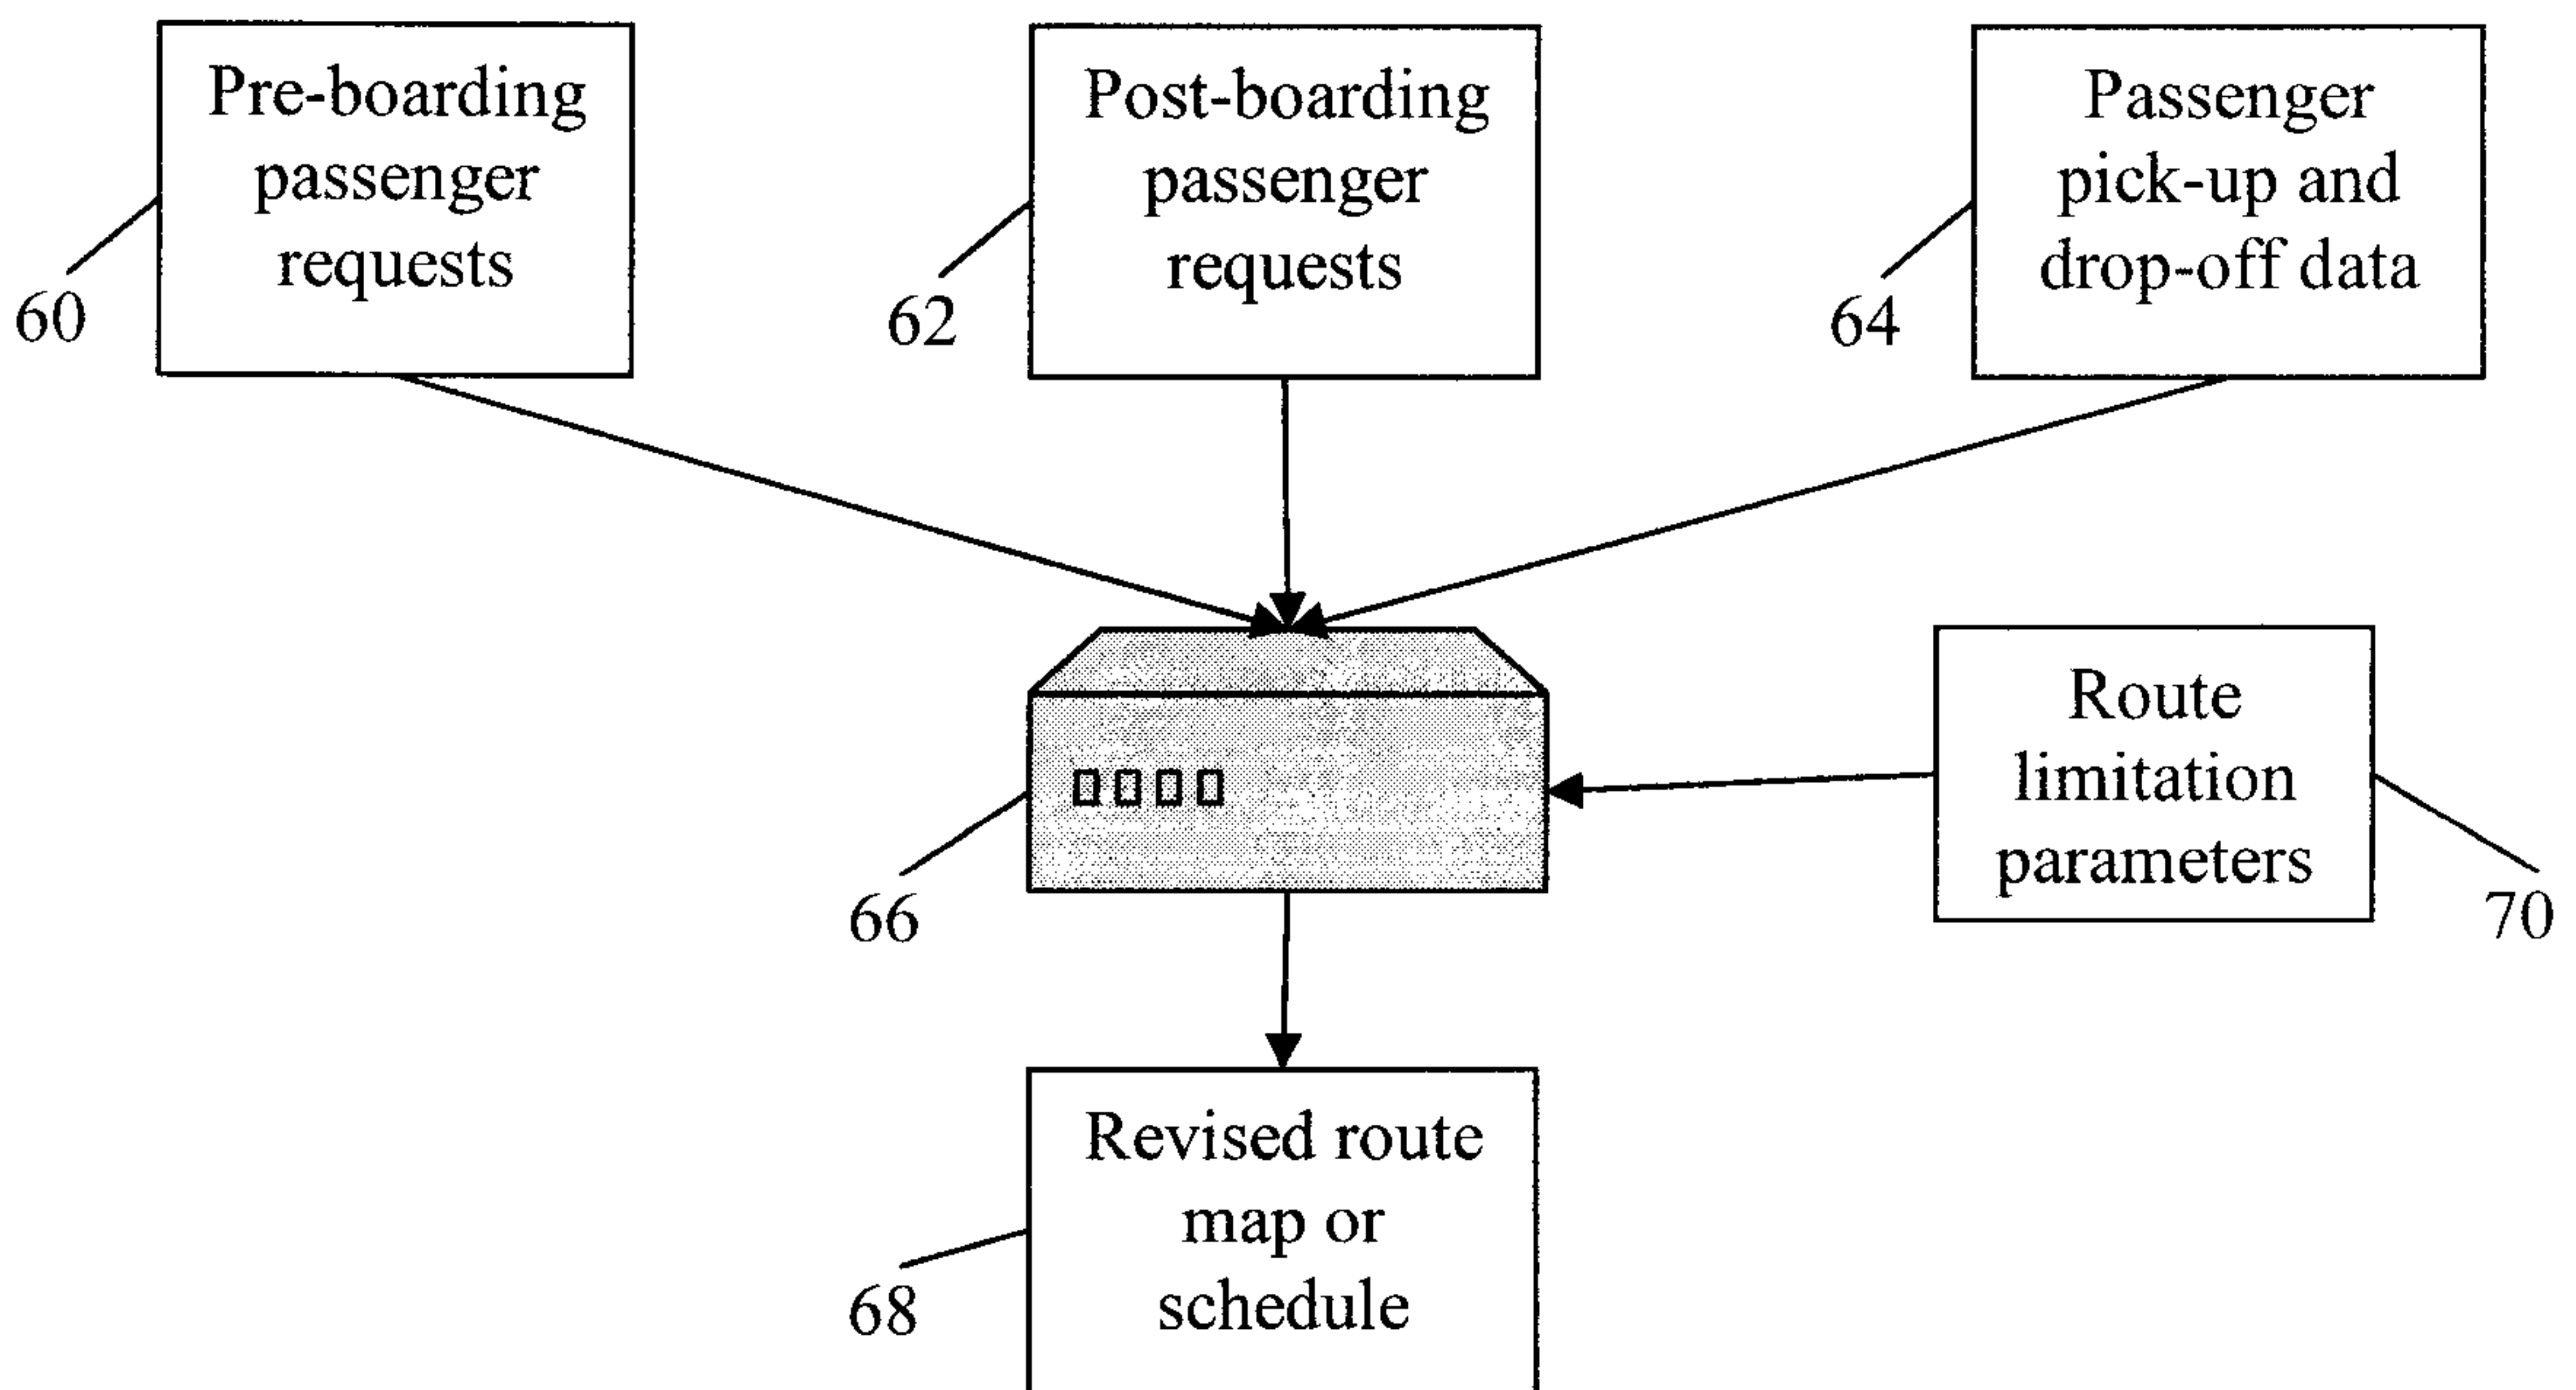 Pre-boarding
passenger
requests
60
Post-boarding
passenger
requests
62
Passenger
pick-up and
drop-off data
64
66
Route
limitation
parameters
70
Revised route
map or
schedule
68